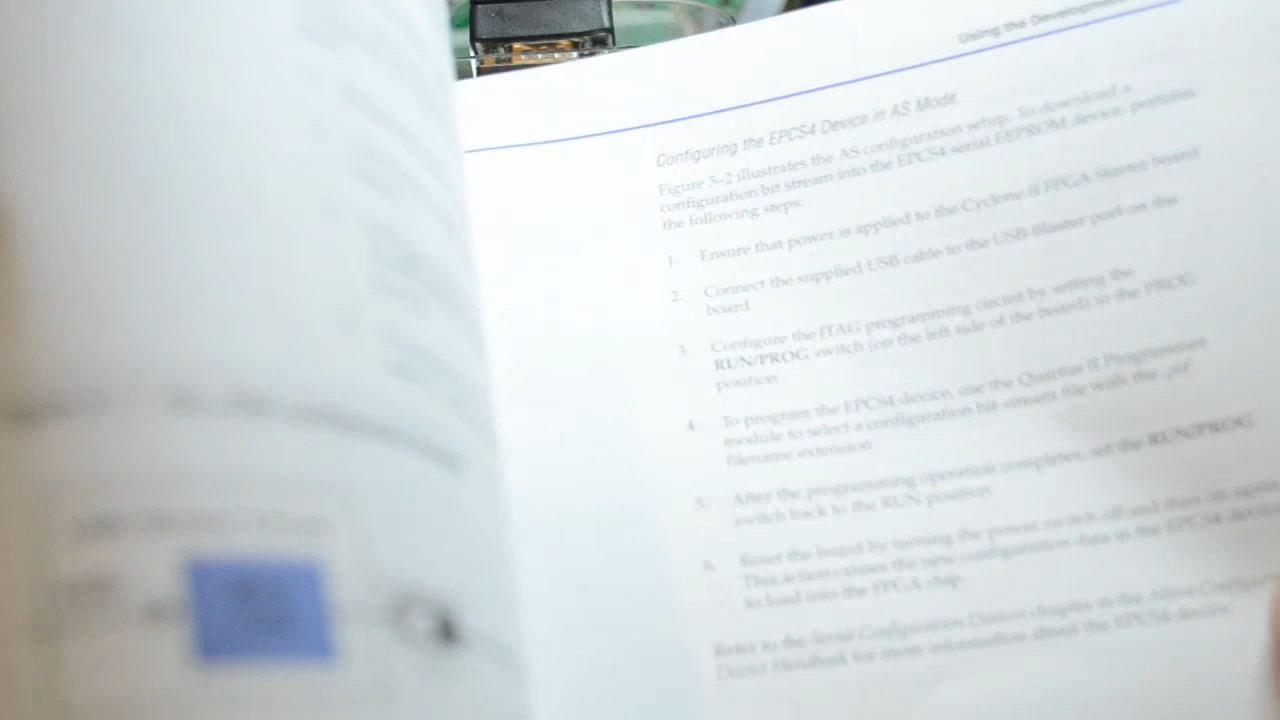 Using the Development
Configuring the EPCS4 Device in AS Mode
Figure 5–2 illustrates the AS configuration setup. To download a
configuration bit stream into the EPCS4 serial EEPROM device, perform
the following steps:
1. Ensure that power is applied to the Cyclone II FPGA Starter board.
2. Connect the supplied USB cable to the USB-Blaster port on the
board.
3. Configure the JTAG programming circuit by setting the
RUN/PROG switch (on the left side of the board) to the PROG
position.
4. To program the EPCS4 device, use the Quartus II Programmer
module to select a configuration bit-stream file with the .pof
filename extension.
5. After the programming operation completes, set the RUN/PROG
switch back to the RUN position
6. Reset the board by turning the power switch off and then on again.
This action causes the new configuration data in the EPCS4 device
to load into the FPGA chip.
Refer to the Serial Configuration Devices chapter in the Altera
Device Handbook for more information about the EPCS4 device.